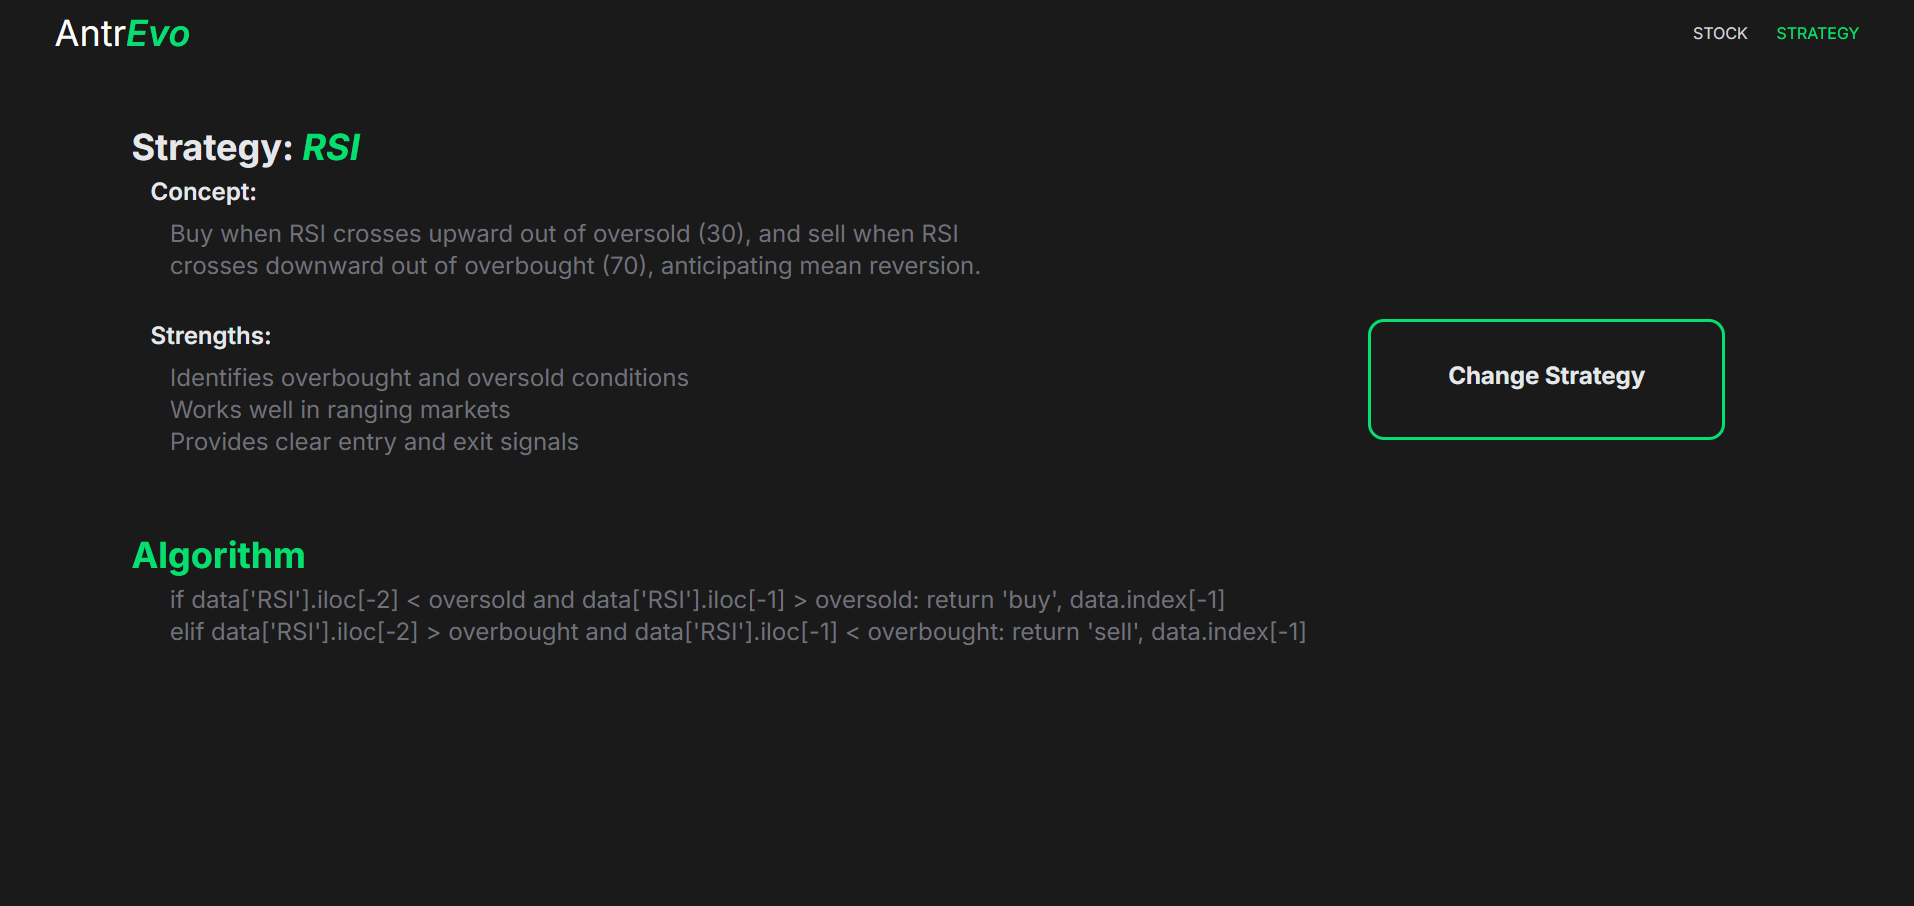 AntrEvo
STOCK STRATEGY
Strategy: RSI
Concept:
Buy when RSI crosses upward out of oversold (30), and sell when RSI
crosses downward out of overbought (70), anticipating mean reversion.
Strengths:
Identifies overbought and oversold conditions
Works well in ranging markets
Provides clear entry and exit signals
Change Strategy
Algorithm
if data['RSI'].iloc[-2] < oversold and data['RSI'].iloc[-1] > oversold: return 'buy', data.index[-1]
elif data['RSI'].iloc[-2] > overbought and data['RSI'].iloc[-1] < overbought: return 'sell', data.index[-1]